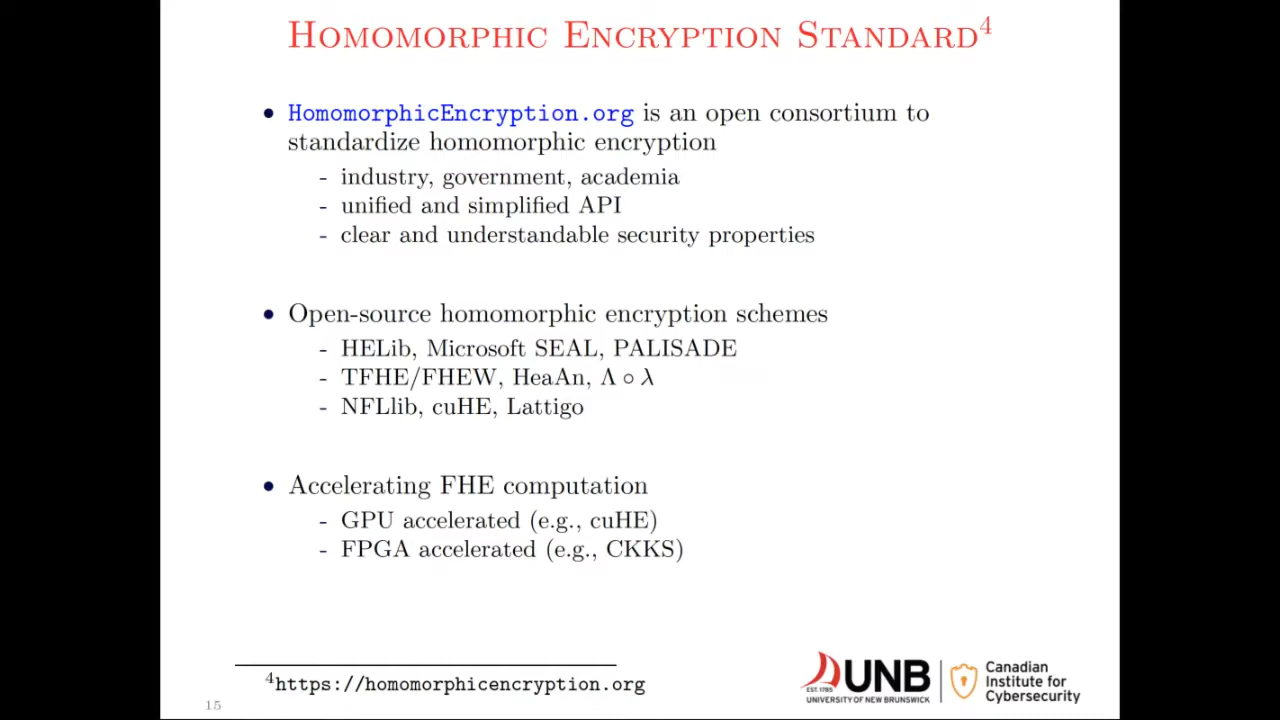 HOMOMORPHIC ENCRYPTION STANDARD4
• HomomorphicEncryption.org is an open consortium to
standardize homomorphic encryption
- industry, government, academia
- unified and simplified API
- clear and understandable security properties
• Open-source homomorphic encryption schemes
- HELib, Microsoft SEAL, PALISADE
- TFHE/FHEW, HeaAn, Λ ∘ λ
- NFLlib, cuHE, Lattigo
• Accelerating FHE computation
- GPU accelerated (e.g., cuHE)
- FPGA accelerated (e.g., CKKS)
4https://homomorphicencryption.org
15
EST. 1785
UNB
UNIVERSITY OF NEW BRUNSWICK
Canadian
Institute for
Cybersecurity